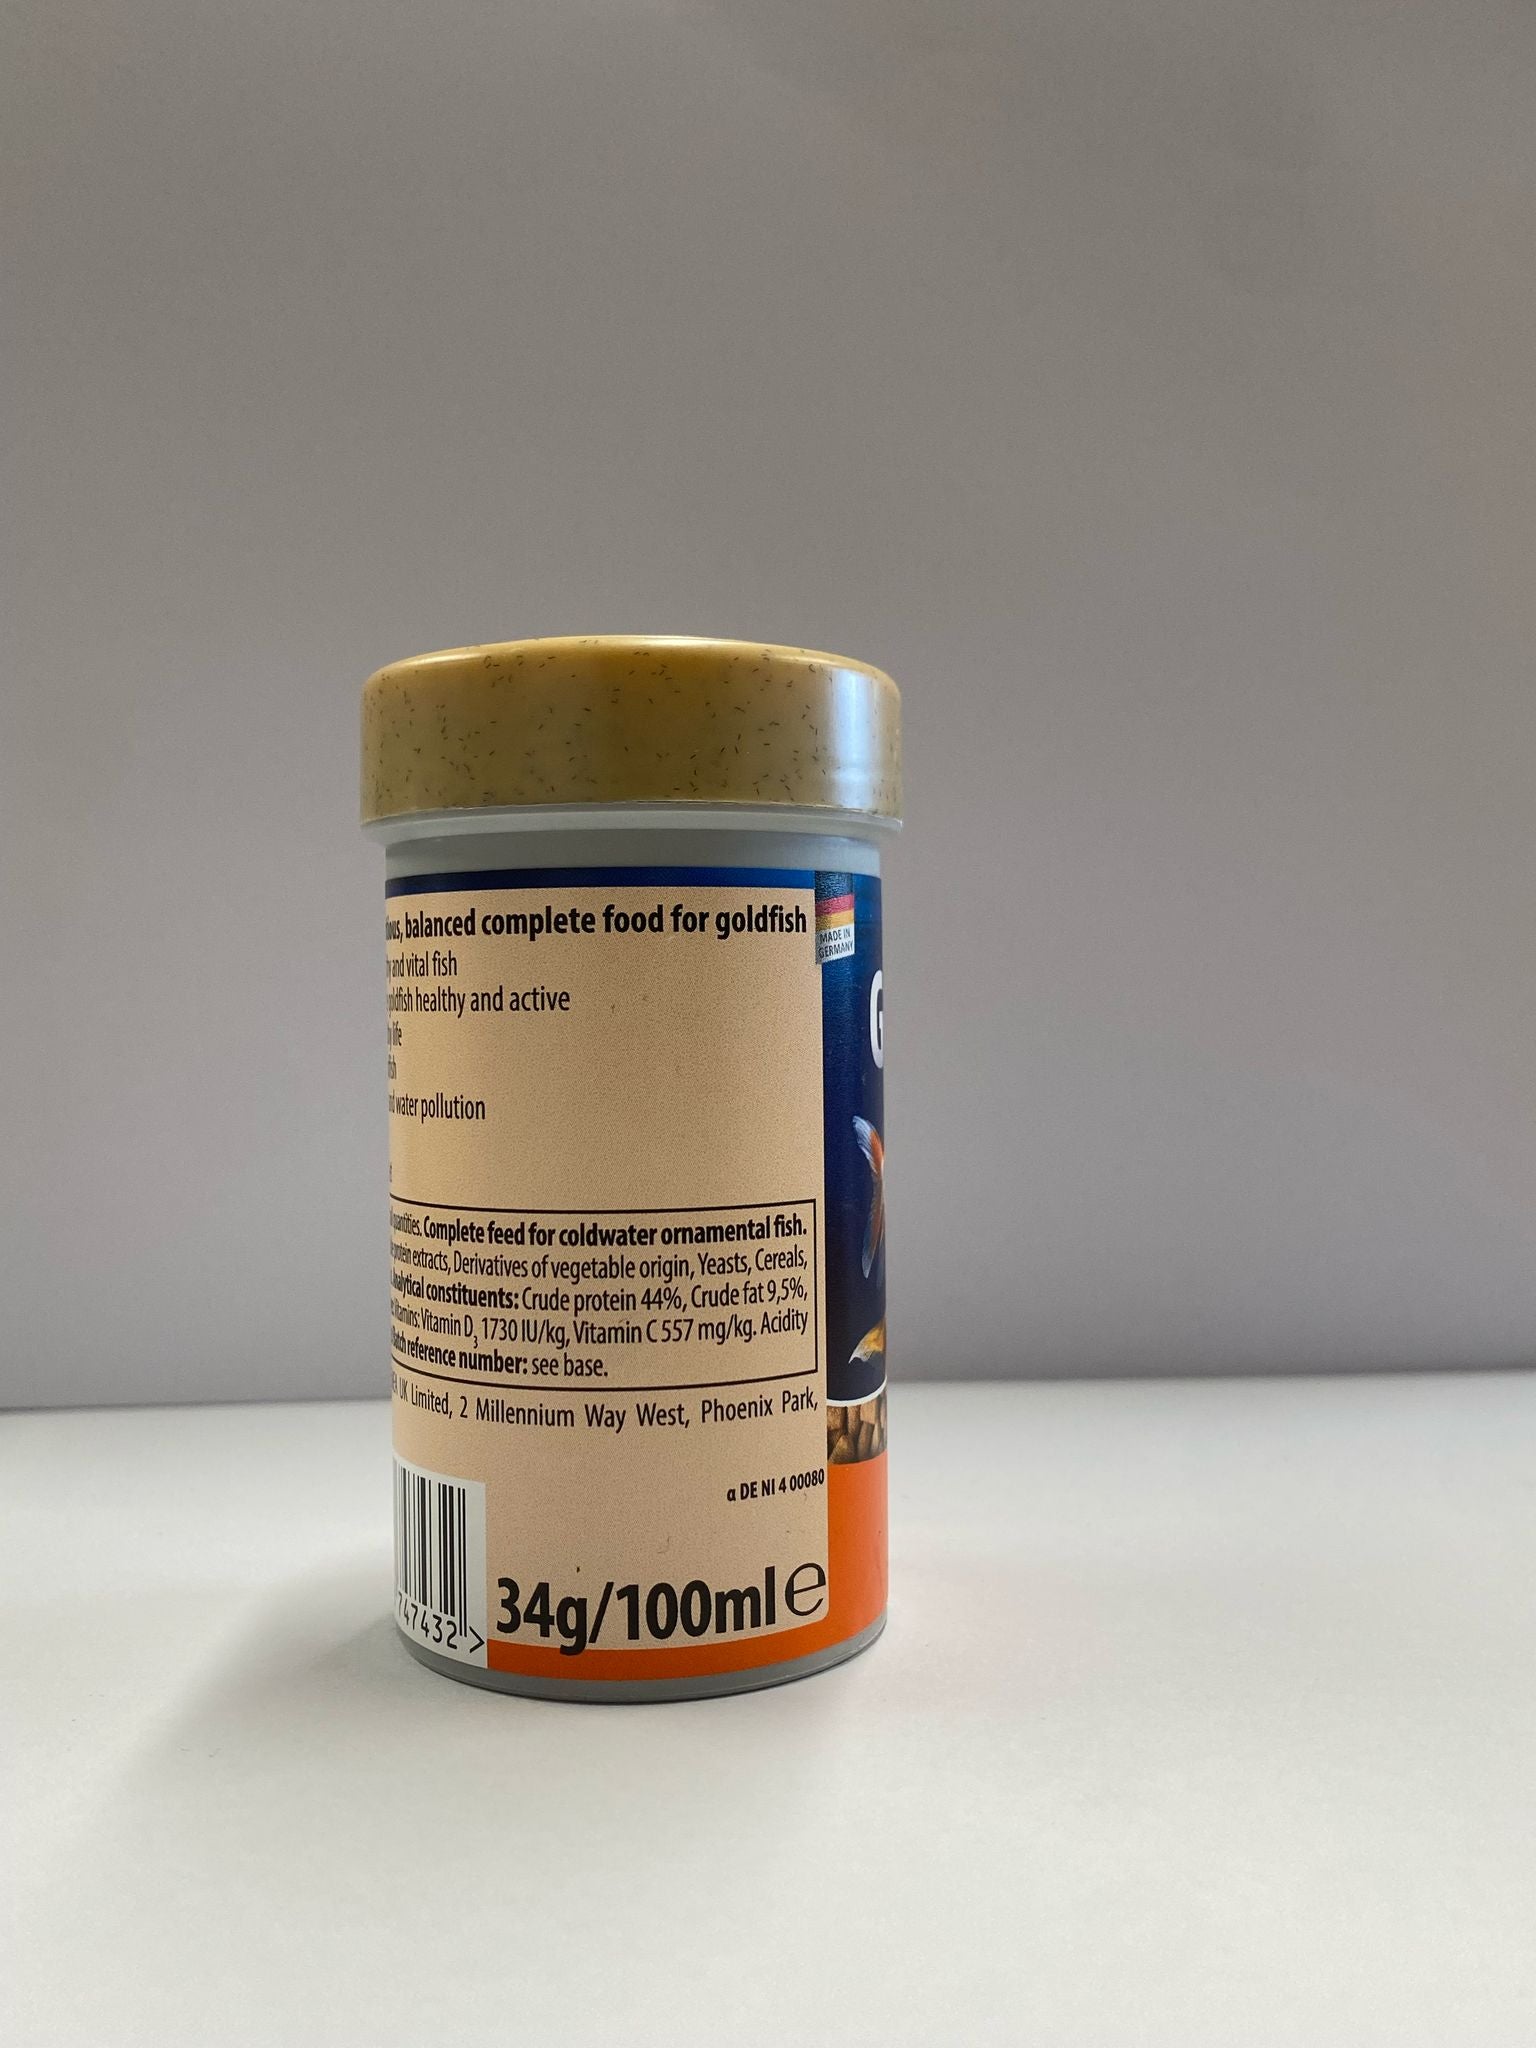 balanced complete food for goldfish
and vital fish
healthy and active
life
water pollution
quantities. Complete feed for coldwater ornamental fish.
protein extracts, Derivatives of vegetable origin, Yeasts, Cereals,
Analytical constituents: Crude protein 44%, Crude fat 9,5%,
Vitamins: Vitamin D3 1730 IU/kg, Vitamin C 557 mg/kg. Acidity
Batch reference number: see base.
UK Limited, 2 Millennium Way West, Phoenix Park,
α DE NI 4 00080
747432 >
34g/100ml e
MADE IN
GERMANY
G